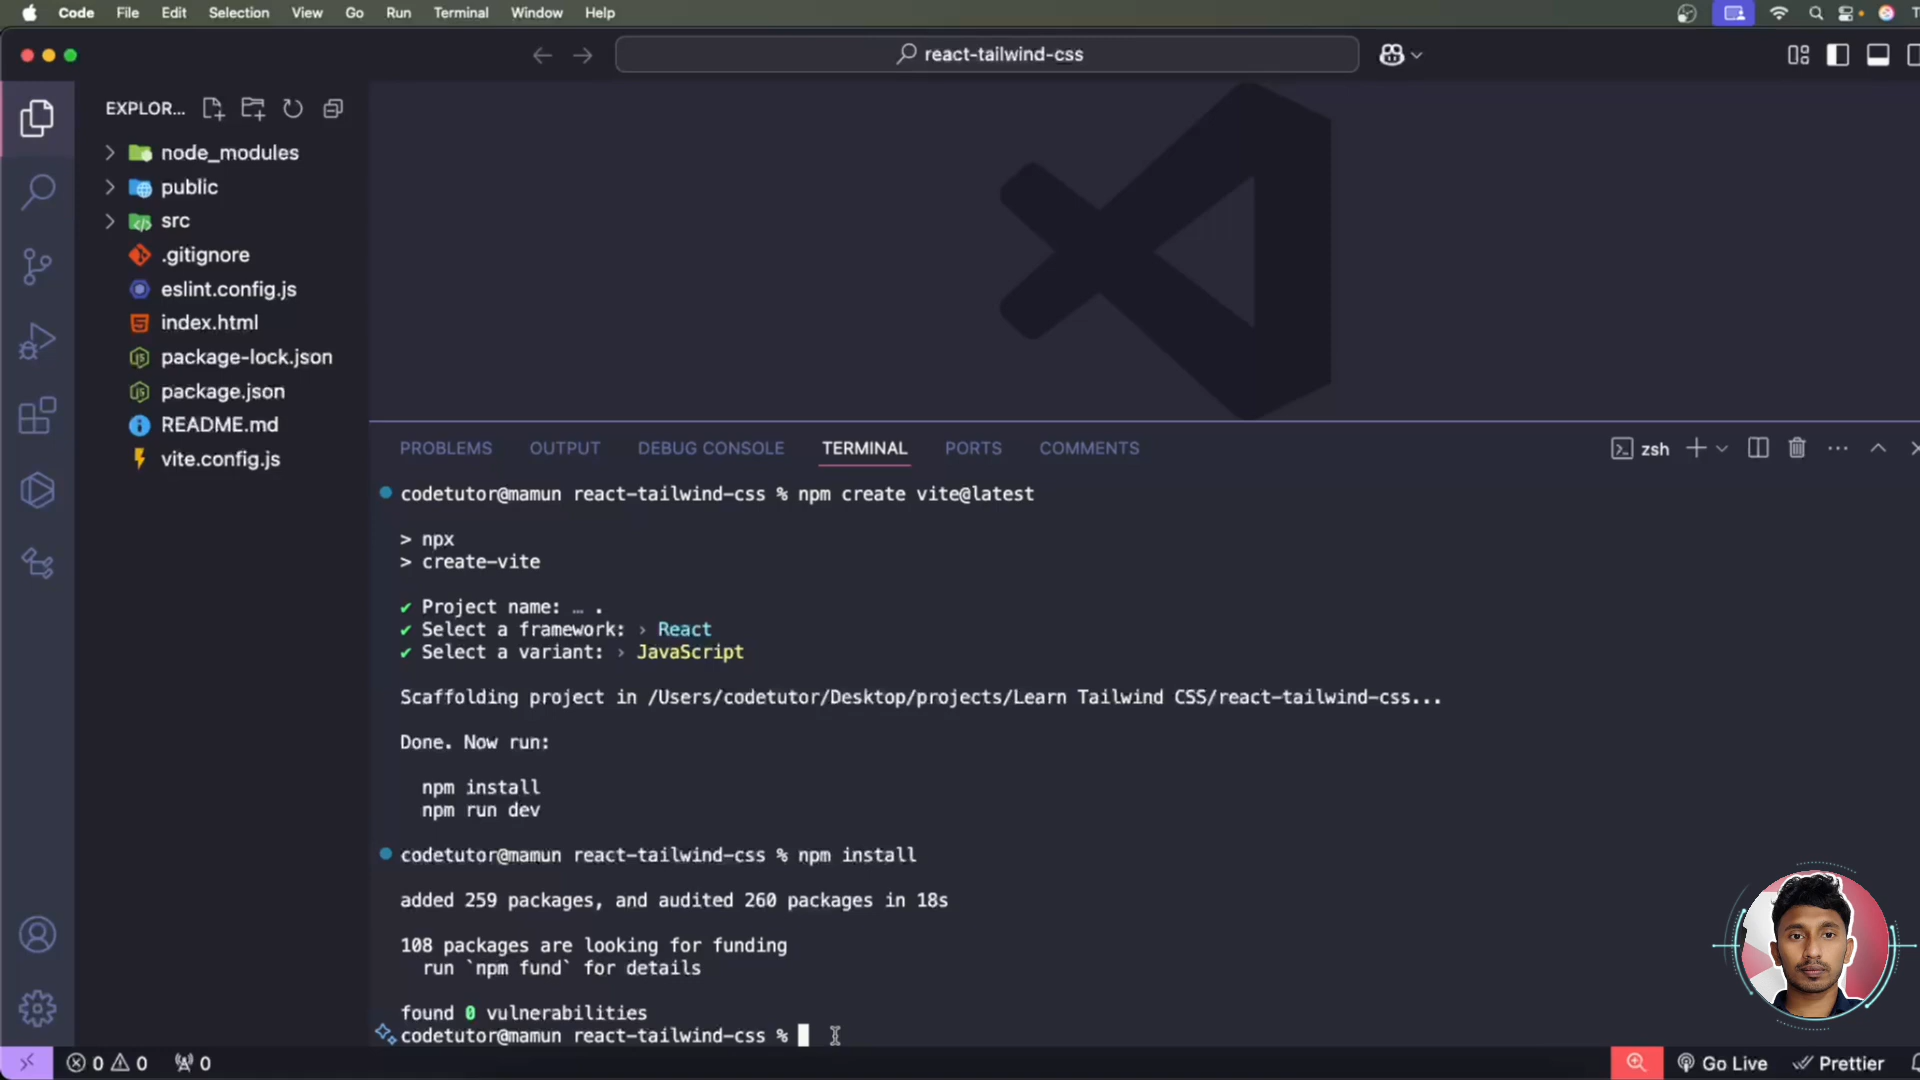 Code File Edit Selection View Go Run Terminal Window Help
react-tailwind-css
EXPLOR...
node_modules
public
src
.gitignore
eslint.config.js
index.html
package-lock.json
package.json
README.md
vite.config.js
PROBLEMS OUTPUT DEBUG CONSOLE TERMINAL PORTS COMMENTS
zsh
codetutor@mamun react-tailwind-css % npm create vite@latest
> npx
> create-vite
✔ Project name: … .
✔ Select a framework: › React
✔ Select a variant: › JavaScript
Scaffolding project in /Users/codetutor/Desktop/projects/Learn Tailwind CSS/react-tailwind-css...
Done. Now run:
npm install
npm run dev
codetutor@mamun react-tailwind-css % npm install
added 259 packages, and audited 260 packages in 18s
108 packages are looking for funding
run `npm fund` for details
found 0 vulnerabilities
codetutor@mamun react-tailwind-css %
0 0 0 Go Live Prettier